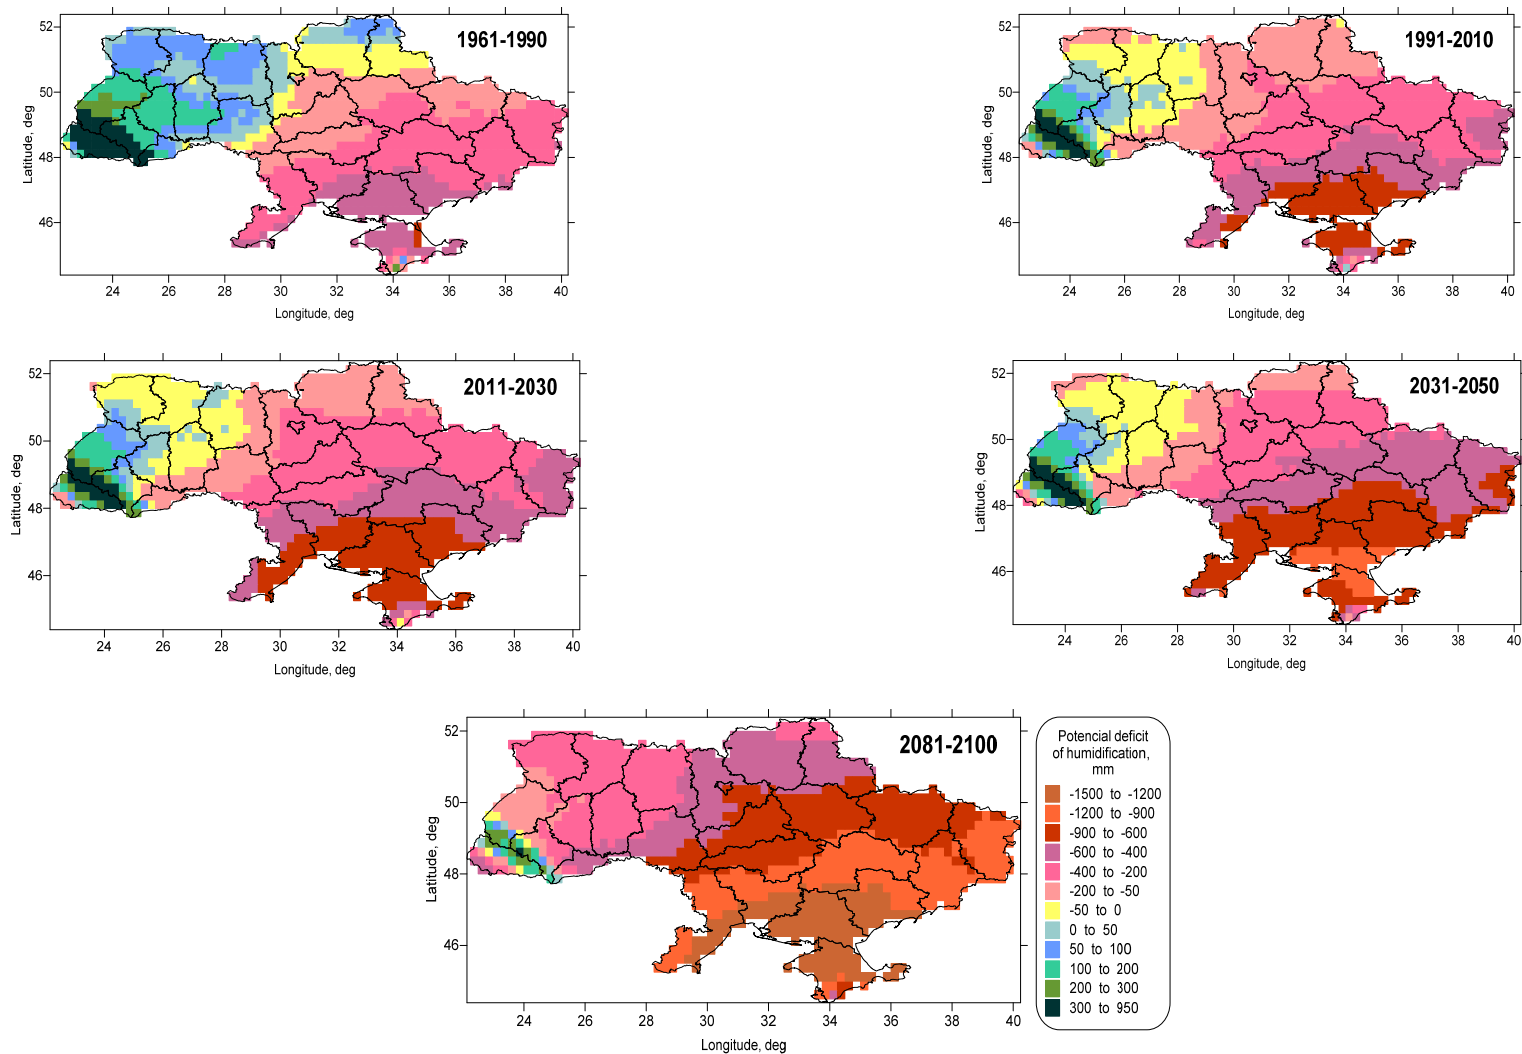 52
50
48
46
Latitude, deg
1961-1990
24 26 28 30 32 34 36 38 40
Longitude, deg
52
50
48
46
Latitude, deg
1991-2010
24 26 28 30 32 34 36 38 40
Longitude, deg
52
50
48
46
Latitude, deg
2011-2030
24 26 28 30 32 34 36 38 40
Longitude, deg
52
50
48
46
Latitude, deg
2031-2050
24 26 28 30 32 34 36 38 40
Longitude, deg
52
50
48
46
Latitude, deg
2081-2100
24 26 28 30 32 34 36 38 40
Longitude, deg
Potencial deficit
of humidification,
mm
-1500 to -1200
-1200 to -900
-900 to -600
-600 to -400
-400 to -200
-200 to -50
-50 to 0
0 to 50
50 to 100
100 to 200
200 to 300
300 to 950